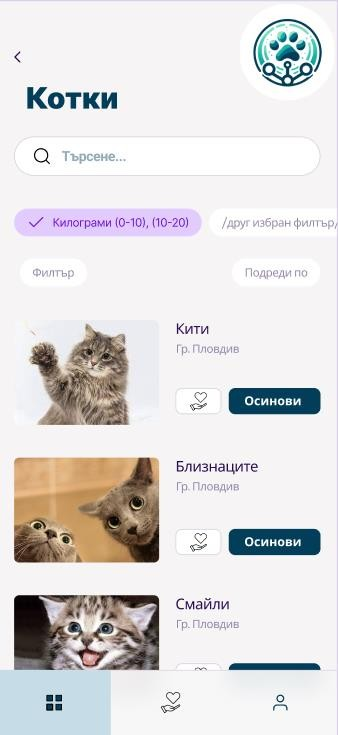 Котки
Търсене...
Килограми (0-10), (10-20)
/друг избран филтър/
Филтър
Подреди по
Кити
Гр. Пловдив
Осинови
Близнаците
Гр. Пловдив
Осинови
Смайли
Гр. Пловдив